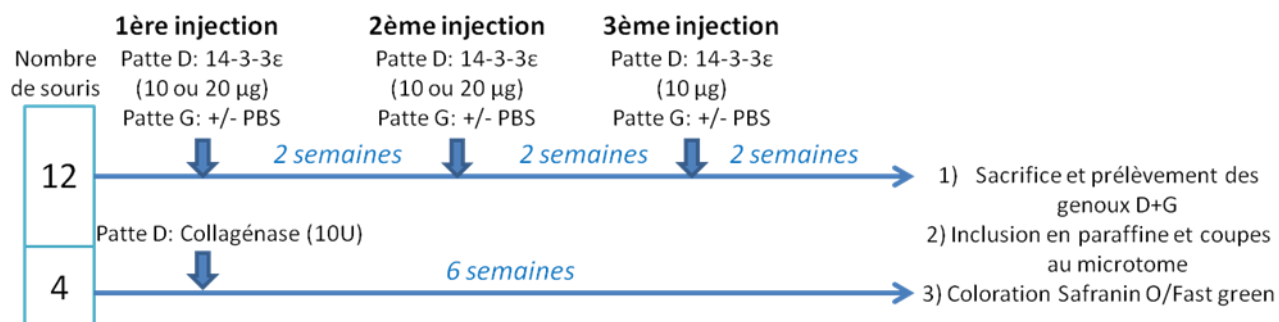 1ère injection
Patte D: 14-3-3ε
(10 ou 20 µg)
Patte G: +/- PBS
2ème injection
Patte D: 14-3-3ε
(10 ou 20 µg)
Patte G: +/- PBS
3ème injection
Patte D: 14-3-3ε
(10 µg)
Patte G: +/- PBS
Nombre
de souris
12
2 semaines
2 semaines
2 semaines
Patte D: Collagénase (10U)
4
6 semaines
1) Sacrifice et prélèvement des
genoux D+G
2) Inclusion en paraffine et coupes
au microtome
3) Coloration Safranin O/Fast green